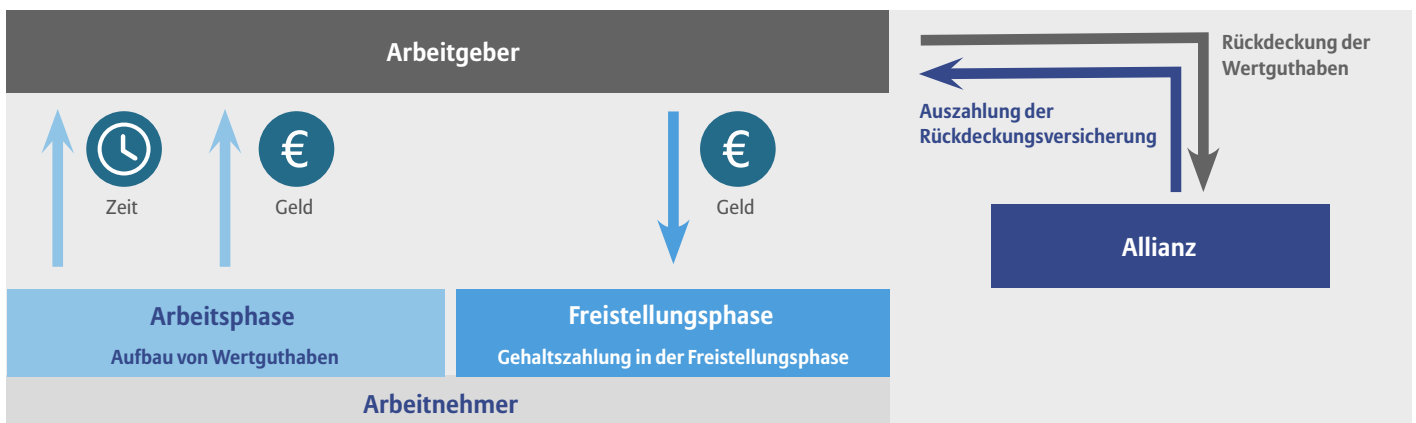 Arbeitgeber
Zeit
€
Geld
€
Geld
Arbeitsphase
Aufbau von Wertguthaben
Freistellungsphase
Gehaltszahlung in der Freistellungsphase
Arbeitnehmer
Rückdeckung der
Wertguthaben
Auszahlung der
Rückdeckungsversicherung
Allianz